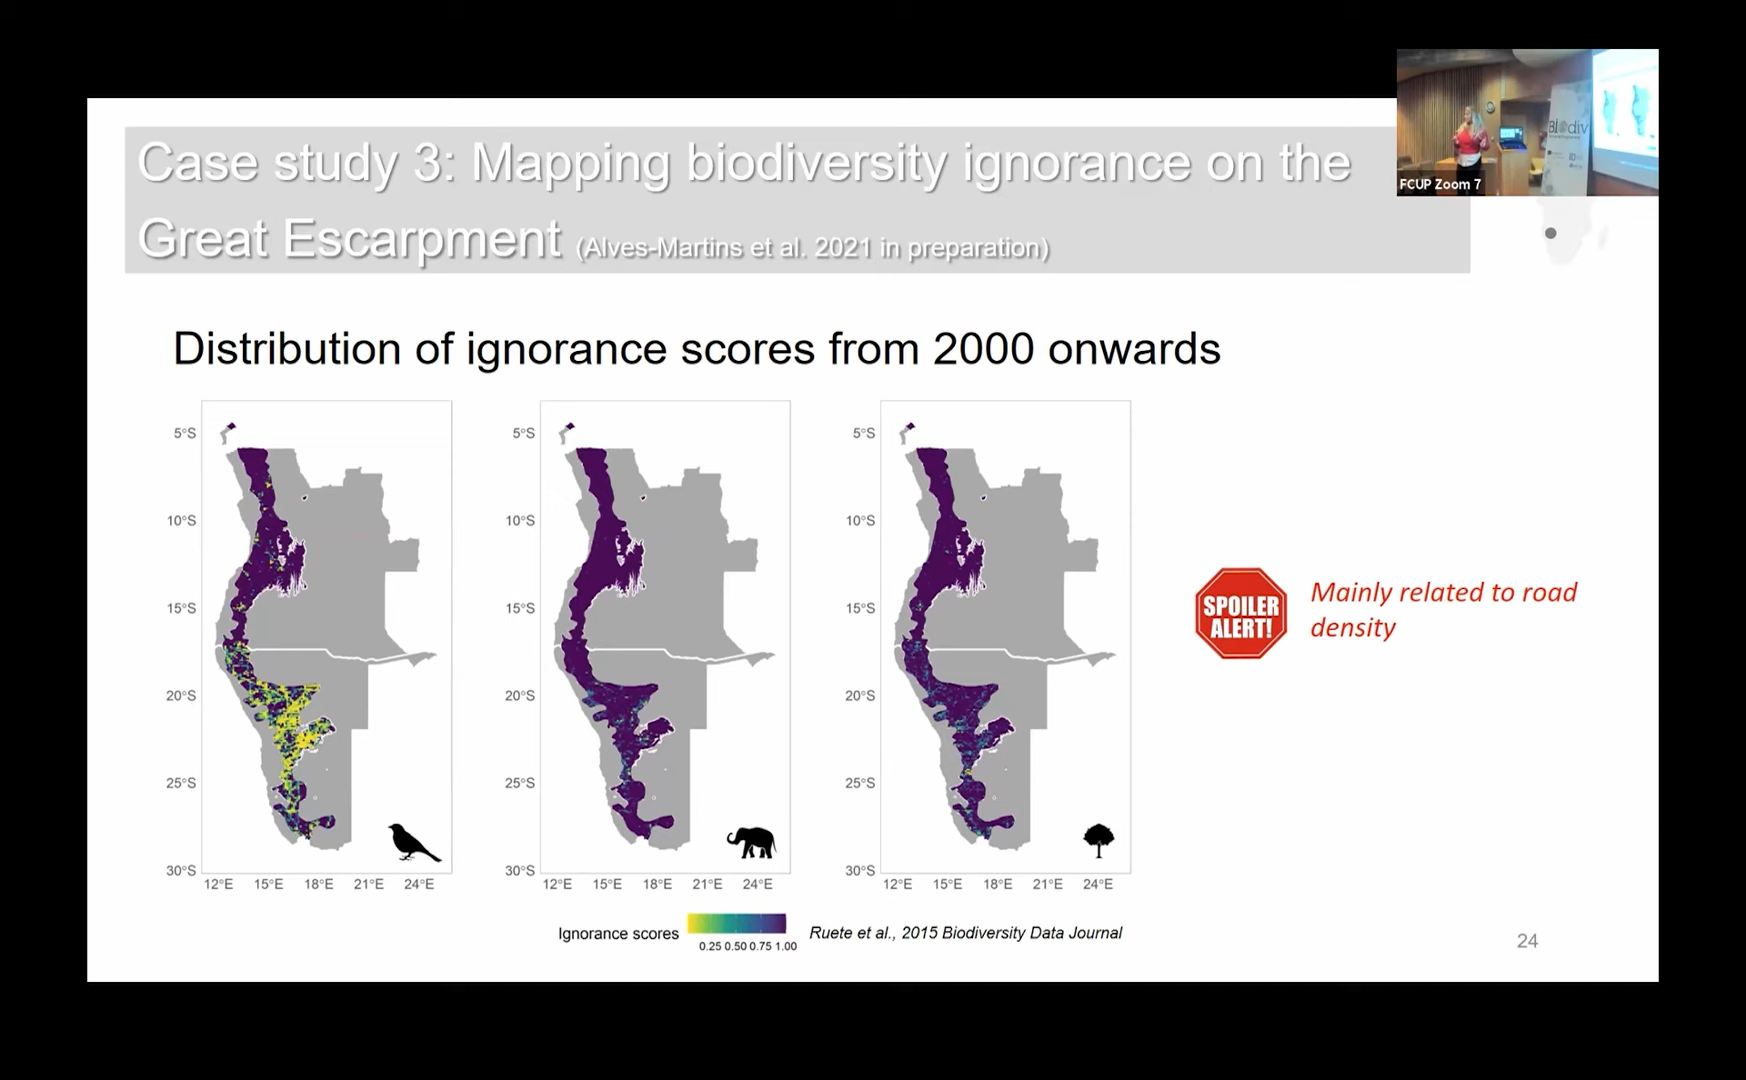 Case study 3: Mapping biodiversity ignorance on the
Great Escarpment (Alves-Martins et al. 2021 in preparation)
FCUP Zoom 7
Biodiv
Distribution of ignorance scores from 2000 onwards
5°S
10°S
15°S
20°S
25°S
30°S
12°E 15°E 18°E 21°E 24°E
5°S
10°S
15°S
20°S
25°S
30°S
12°E 15°E 18°E 21°E 24°E
5°S
10°S
15°S
20°S
25°S
30°S
12°E 15°E 18°E 21°E 24°E
SPOILER
ALERT!
Mainly related to road
density
Ignorance scores
0.25 0.50 0.75 1.00
Ruete et al., 2015 Biodiversity Data Journal
24